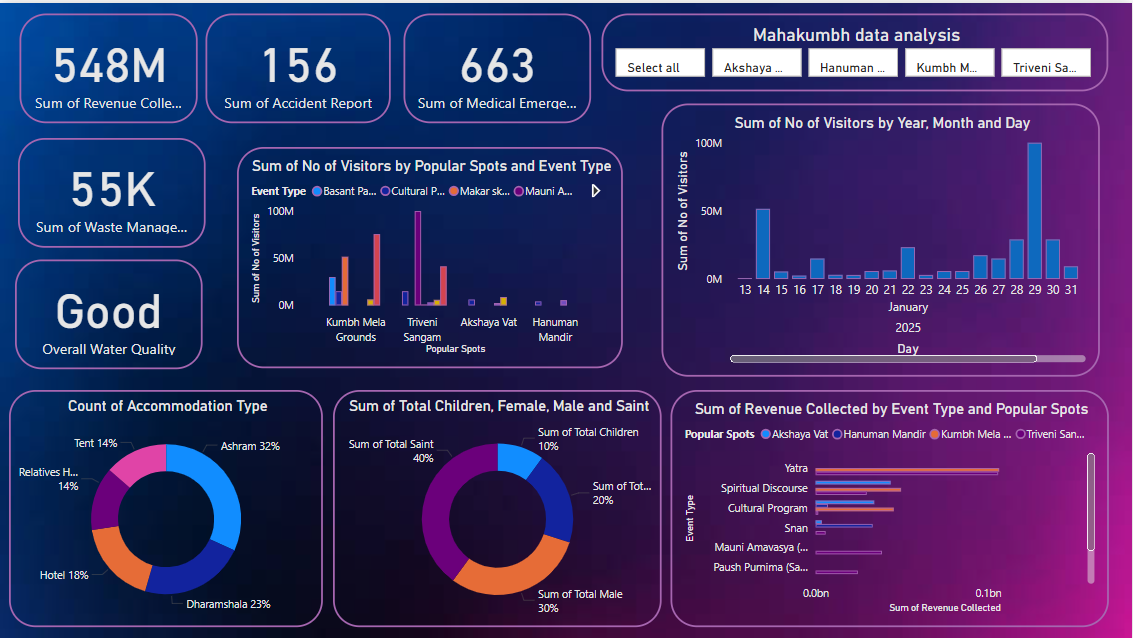 548M
Sum of Revenue Colle...
156
Sum of Accident Report
663
Sum of Medical Emerge...
Mahakumbh data analysis
Select all
Akshaya ...
Hanuman ...
Kumbh M...
Triveni Sa...
55K
Sum of Waste Manage...
Good
Overall Water Quality
Sum of No of Visitors by Popular Spots and Event Type
Event Type Basant Pa... Cultural P... Makar sk... Mauni A...
Sum of No of Visitors
100M
50M
0M
Kumbh Mela Grounds
Triveni Sangam
Akshaya Vat
Hanuman Mandir
Popular Spots
Sum of No of Visitors by Year, Month and Day
Sum of No of Visitors
100M
50M
0M
13 14 15 16 17 18 19 20 21 22 23 24 25 26 27 28 29 30 31
January
2025
Day
Count of Accommodation Type
Tent 14%
Ashram 32%
Relatives H...
14%
Hotel 18%
Dharamshala 23%
Sum of Total Children, Female, Male and Saint
Sum of Total Children
10%
Sum of Total Saint
40%
Sum of Tot...
20%
Sum of Total Male
30%
Sum of Revenue Collected by Event Type and Popular Spots
Popular Spots Akshaya Vat Hanuman Mandir Kumbh Mela ... Triveni San...
Event Type
Yatra
Spiritual Discourse
Cultural Program
Snan
Mauni Amavasya (...
Paush Purnima (Sa...
0.0bn
0.1bn
Sum of Revenue Collected